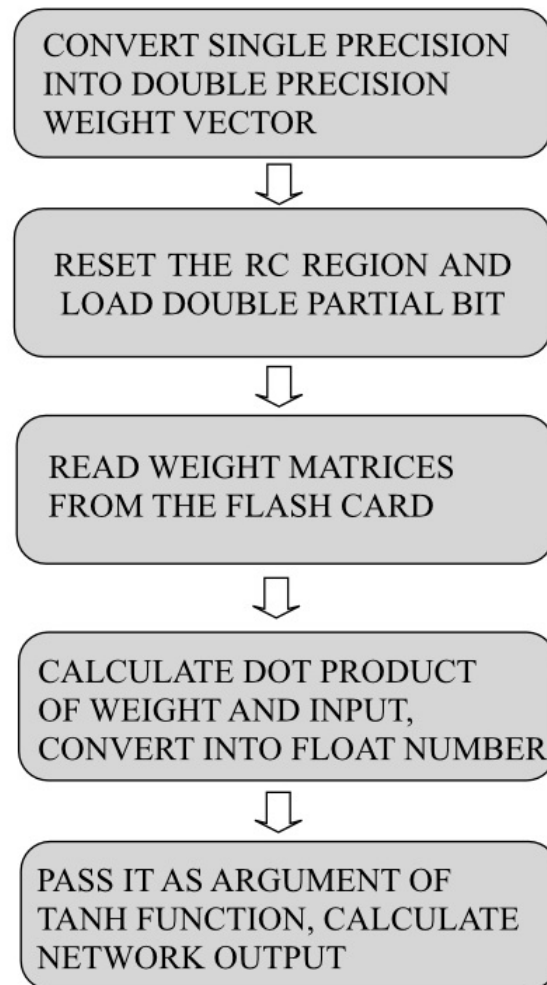 CONVERT SINGLE PRECISION
INTO DOUBLE PRECISION
WEIGHT VECTOR
RESET THE RC REGION AND
LOAD DOUBLE PARTIAL BIT
READ WEIGHT MATRICES
FROM THE FLASH CARD
CALCULATE DOT PRODUCT
OF WEIGHT AND INPUT,
CONVERT INTO FLOAT NUMBER
PASS IT AS ARGUMENT OF
TANH FUNCTION, CALCULATE
NETWORK OUTPUT